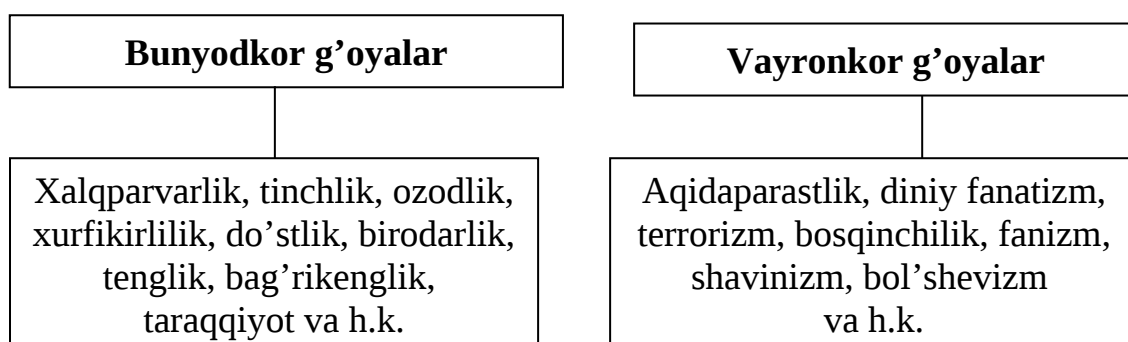 Bunyodkor g’oyalar
Xalqparvarlik, tinchlik, ozodlik,
xurfikirlilik, do’stlik, birodarlik,
tenglik, bag’rikenglik,
taraqqiyot va h.k.
Vayronkor g’oyalar
Aqidaparastlik, diniy fanatizm,
terrorizm, bosqinchilik, fanizm,
shavinizm, bol’shevizm
va h.k.